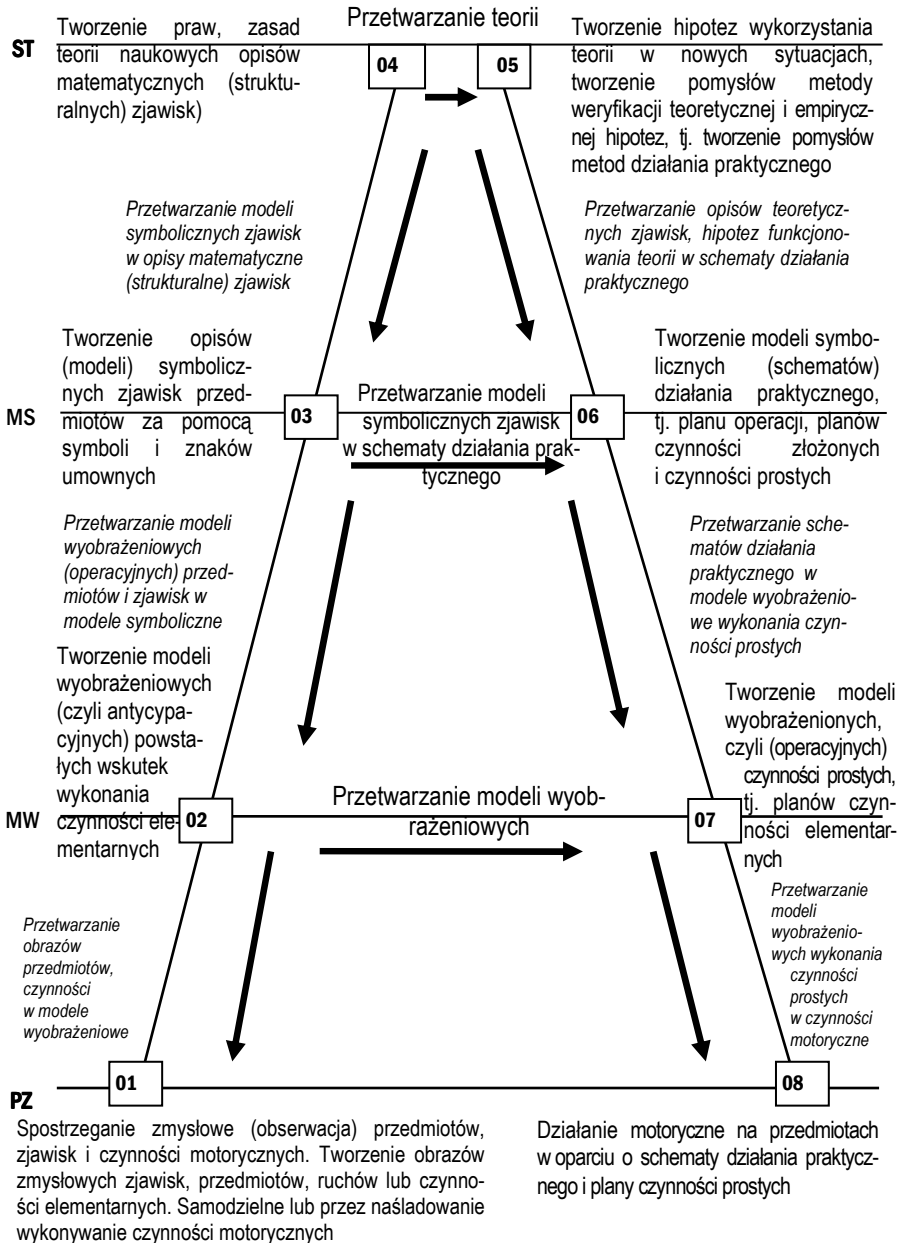 Przetwarzanie teorii
ST
Tworzenie praw, zasad
teorii naukowych opisów
matematycznych (struktu-
ralnych) zjawisk)
04
05
Tworzenie hipotez wykorzystania
teorii w nowych sytuacjach,
tworzenie pomysłów metody
weryfikacji teoretycznej i empirycz-
nej hipotez, tj. tworzenie pomysłów
metod działania praktycznego
Przetwarzanie modeli
symbolicznych zjawisk
w opisy matematyczne
(strukturalne) zjawisk
Przetwarzanie opisów teoretycz-
nych zjawisk, hipotez funkcjono-
wania teorii w schematy działania
praktycznego
MS
Tworzenie opisów
(modeli) symbolicz-
nych zjawisk przed-
miotów za pomocą
symboli i znaków
umownych
03
Przetwarzanie modeli
symbolicznych zjawisk
w schematy działania prak-
tycznego
06
Tworzenie modeli symbo-
licznych (schematów)
działania praktycznego,
tj. planu operacji, planów
czynności złożonych
i czynności prostych
Przetwarzanie modeli
wyobrażeniowych
(operacyjnych) przed-
miotów i zjawisk w
modele symboliczne
Przetwarzanie sche-
matów działania
praktycznego w
modele wyobrażenio-
we wykonania czyn-
ności prostych
MW
Tworzenie modeli
wyobrażeniowych
(czyli antycypa-
cyjnych) powsta-
łych wskutek
wykonania
czynności ele-
mentarnych
02
Przetwarzanie modeli wyob-
rażeniowych
07
Tworzenie modeli
wyobrażenionych,
czyli (operacyjnych)
czynności prostych,
tj. planów czyn-
ności elementar-
nych
Przetwarzanie
obrazów
przedmiotów,
czynności
w modele
wyobrażeniowe
Przetwarzanie
modeli
wyobrażenio-
wych wykonania
czynności
prostych
w czynności
motoryczne
PZ
01
08
Spostrzeganie zmysłowe (obserwacja) przedmiotów,
zjawisk i czynności motorycznych. Tworzenie obrazów
zmysłowych zjawisk, przedmiotów, ruchów lub czynno-
ści elementarnych. Samodzielne lub przez naśladowanie
wykonywanie czynności motorycznych
Działanie motoryczne na przedmiotach
w oparciu o schematy działania praktycz-
nego i plany czynności prostych